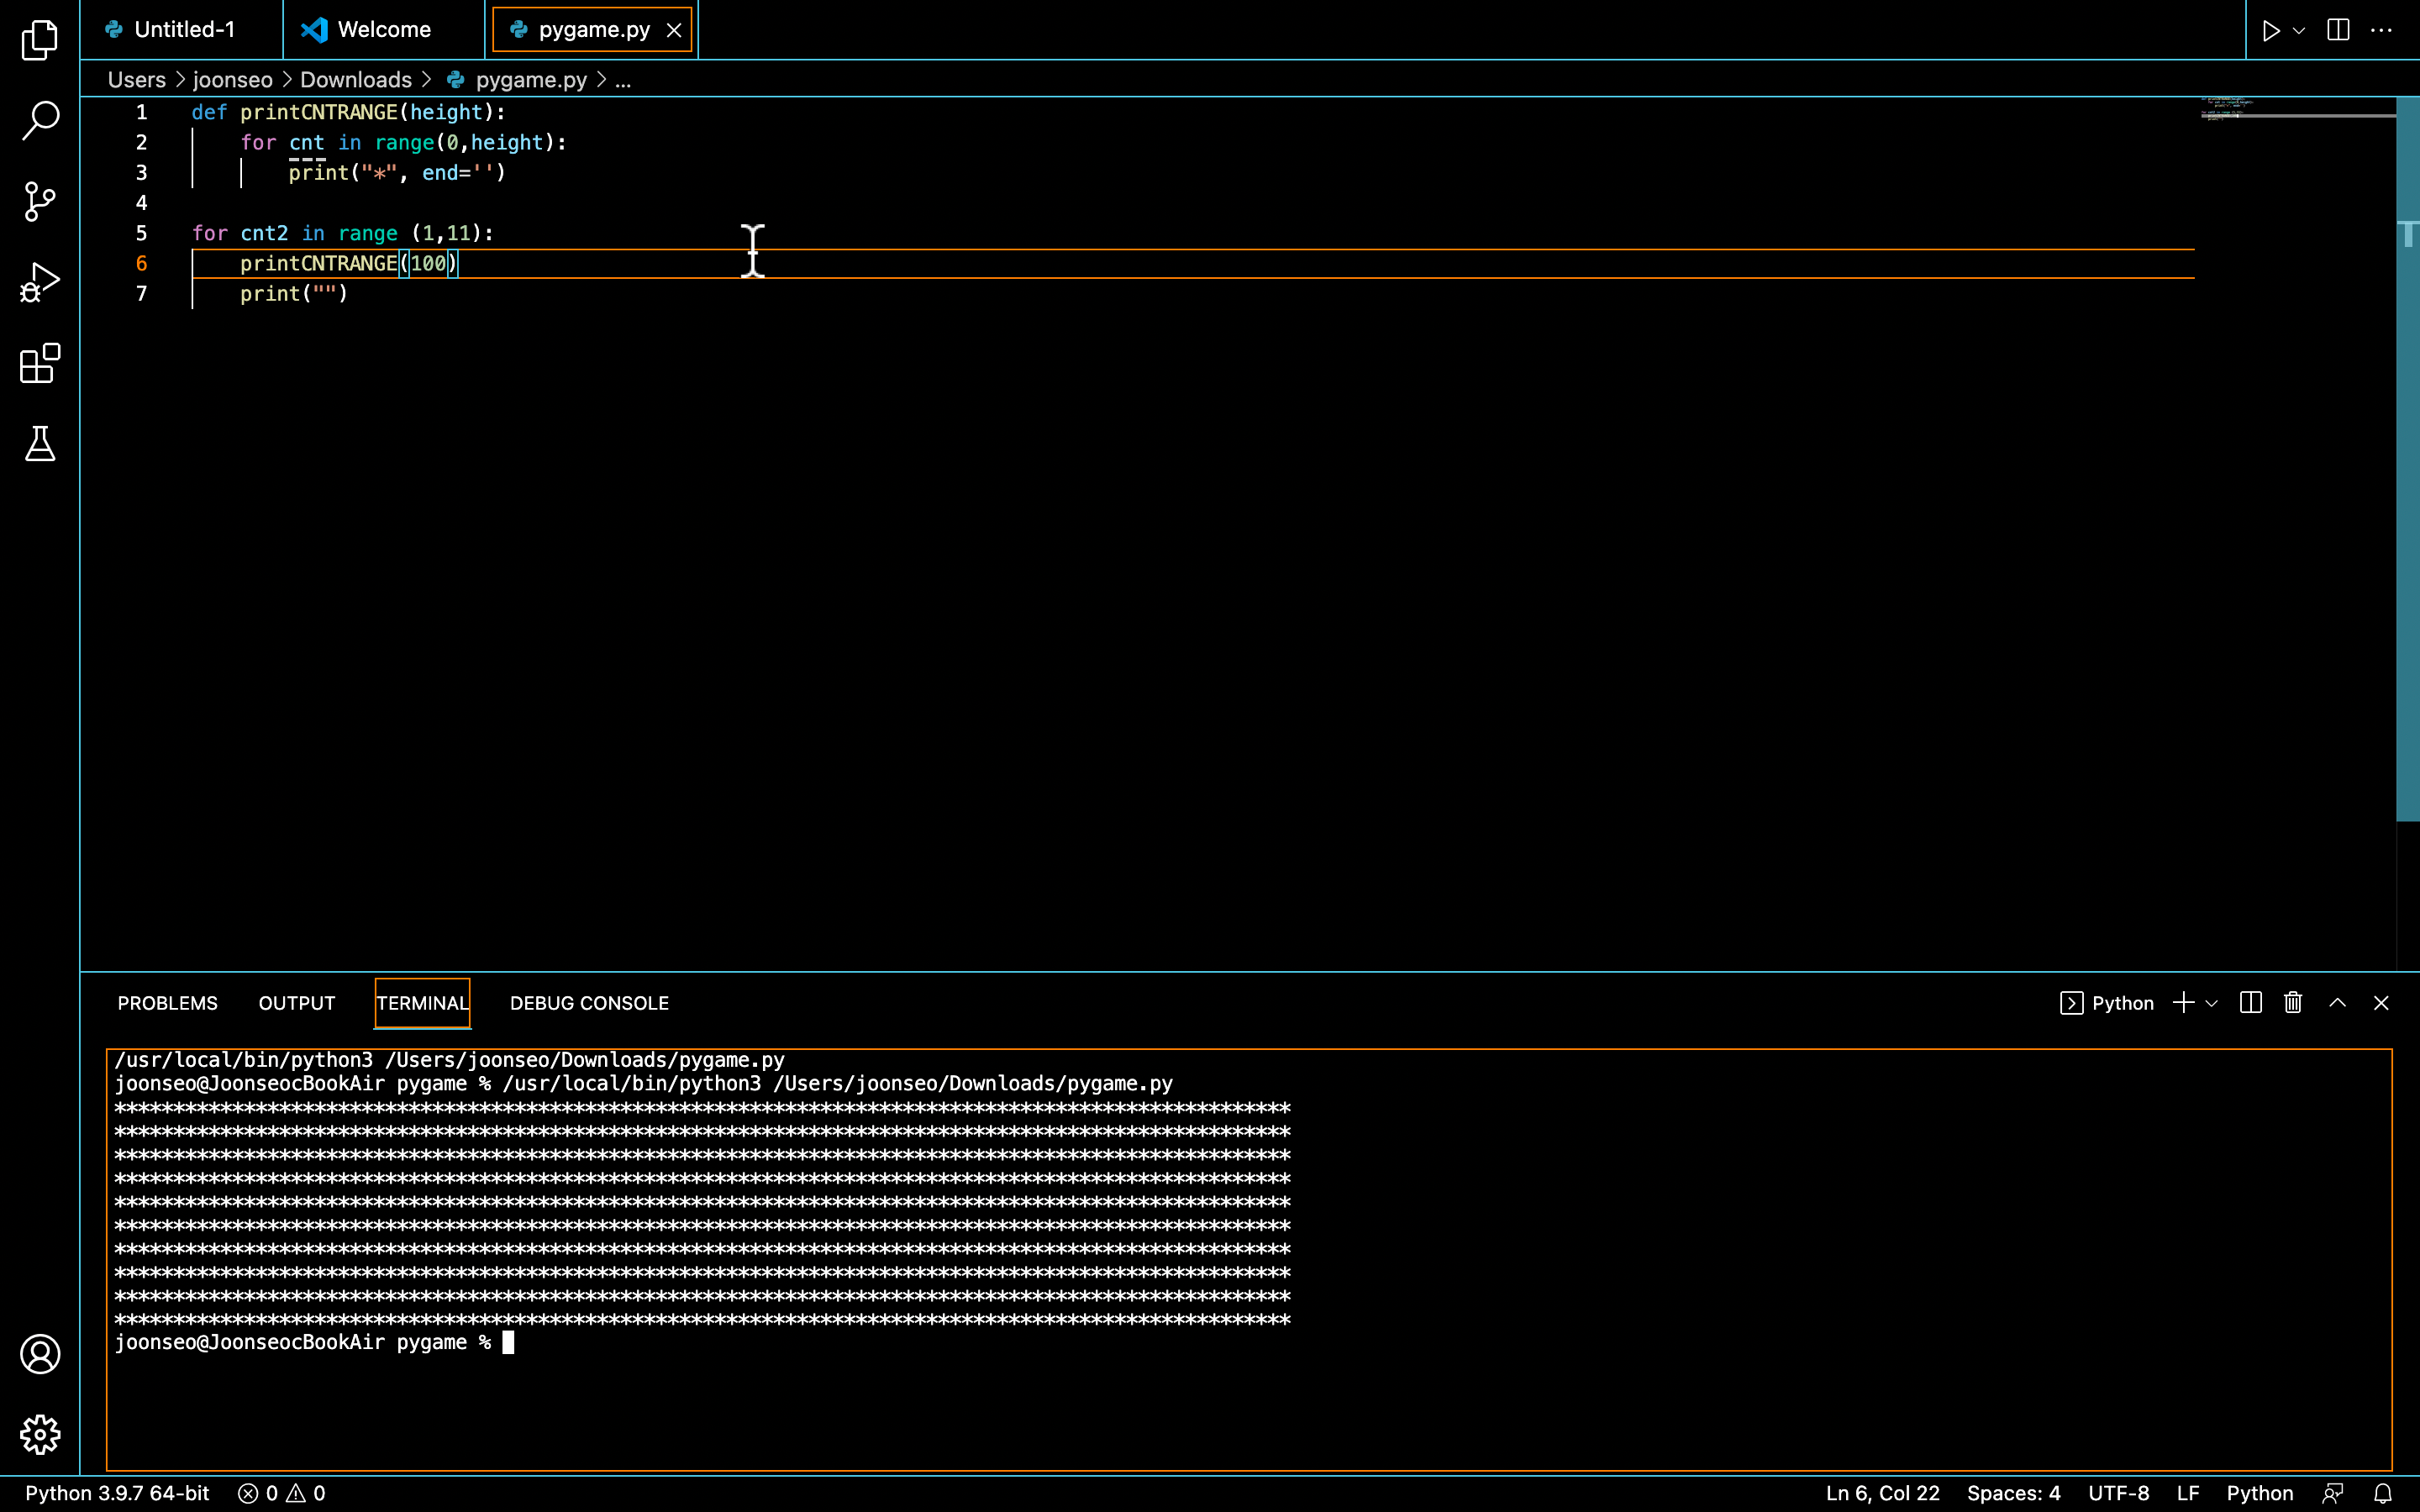 Untitled-1 Welcome pygame.py
Users > joonseo > Downloads > pygame.py > ...
1 def printCNTRANGE(height):
2     for cnt in range(0,height):
3         print("*", end='')
4
5 for cnt2 in range (1,11):
6     printCNTRANGE(100)
7     print("")
PROBLEMS OUTPUT TERMINAL DEBUG CONSOLE Python
/usr/local/bin/python3 /Users/joonseo/Downloads/pygame.py
joonseo@JoonseocBookAir pygame % /usr/local/bin/python3 /Users/joonseo/Downloads/pygame.py
****************************************************************************************************
****************************************************************************************************
****************************************************************************************************
****************************************************************************************************
****************************************************************************************************
****************************************************************************************************
****************************************************************************************************
****************************************************************************************************
****************************************************************************************************
****************************************************************************************************
joonseo@JoonseocBookAir pygame %
Python 3.9.7 64-bit 0 0 Ln 6, Col 22 Spaces: 4 UTF-8 LF Python